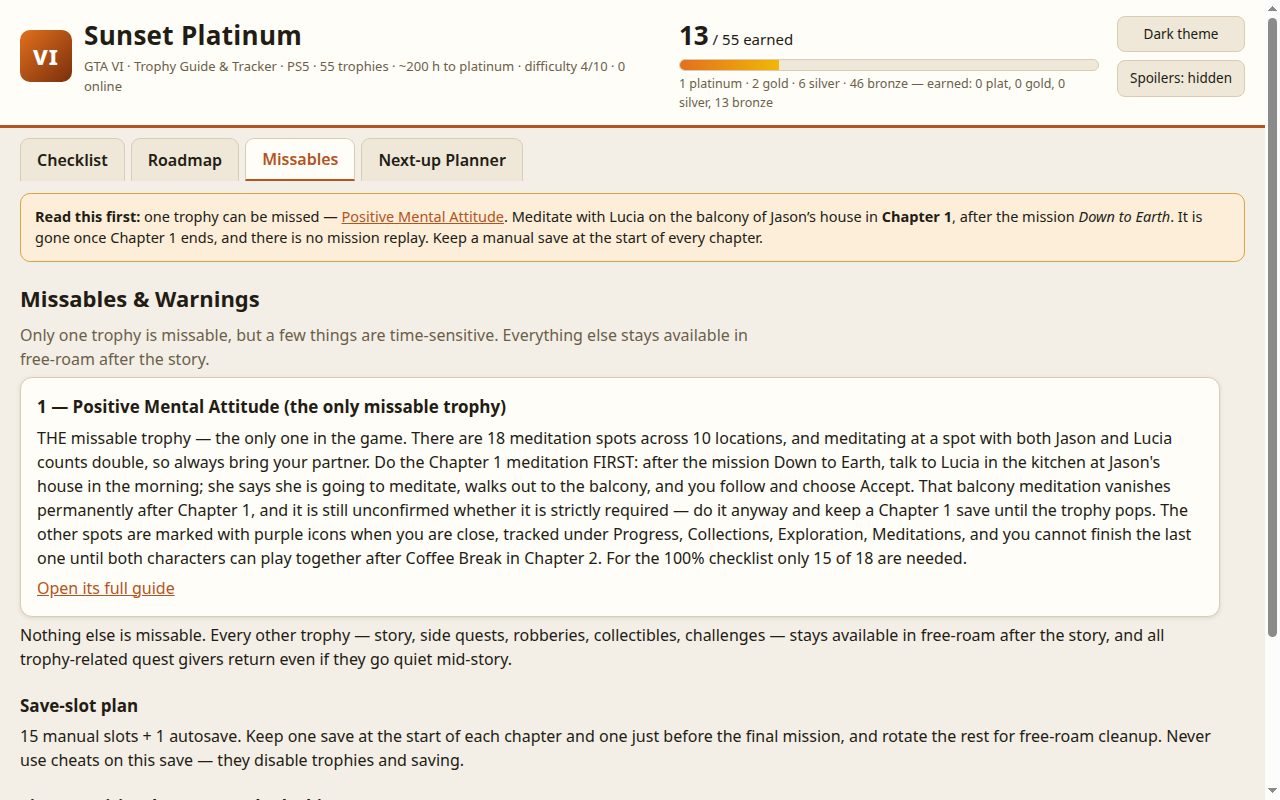 VI
Sunset Platinum
GTA VI · Trophy Guide & Tracker · PS5 · 55 trophies · ~200 h to platinum · difficulty 4/10 · 0
online
13 / 55 earned
1 platinum · 2 gold · 6 silver · 46 bronze — earned: 0 plat, 0 gold, 0
silver, 13 bronze
Dark theme
Spoilers: hidden
Checklist
Roadmap
Missables
Next-up Planner
Read this first: one trophy can be missed — Positive Mental Attitude. Meditate with Lucia on the balcony of Jason’s house in Chapter 1, after the mission Down to Earth. It is
gone once Chapter 1 ends, and there is no mission replay. Keep a manual save at the start of every chapter.
Missables & Warnings
Only one trophy is missable, but a few things are time-sensitive. Everything else stays available in
free-roam after the story.
1 — Positive Mental Attitude (the only missable trophy)
THE missable trophy — the only one in the game. There are 18 meditation spots across 10 locations, and meditating at a spot with both Jason and Lucia
counts double, so always bring your partner. Do the Chapter 1 meditation FIRST: after the mission Down to Earth, talk to Lucia in the kitchen at Jason's
house in the morning; she says she is going to meditate, walks out to the balcony, and you follow and choose Accept. That balcony meditation vanishes
permanently after Chapter 1, and it is still unconfirmed whether it is strictly required — do it anyway and keep a Chapter 1 save until the trophy pops. The
other spots are marked with purple icons when you are close, tracked under Progress, Collections, Exploration, Meditations, and you cannot finish the last
one until both characters can play together after Coffee Break in Chapter 2. For the 100% checklist only 15 of 18 are needed.
Open its full guide
Nothing else is missable. Every other trophy — story, side quests, robberies, collectibles, challenges — stays available in free-roam after the story, and all
trophy-related quest givers return even if they go quiet mid-story.
Save-slot plan
15 manual slots + 1 autosave. Keep one save at the start of each chapter and one just before the final mission, and rotate the rest for free-roam cleanup. Never
use cheats on this save — they disable trophies and saving.